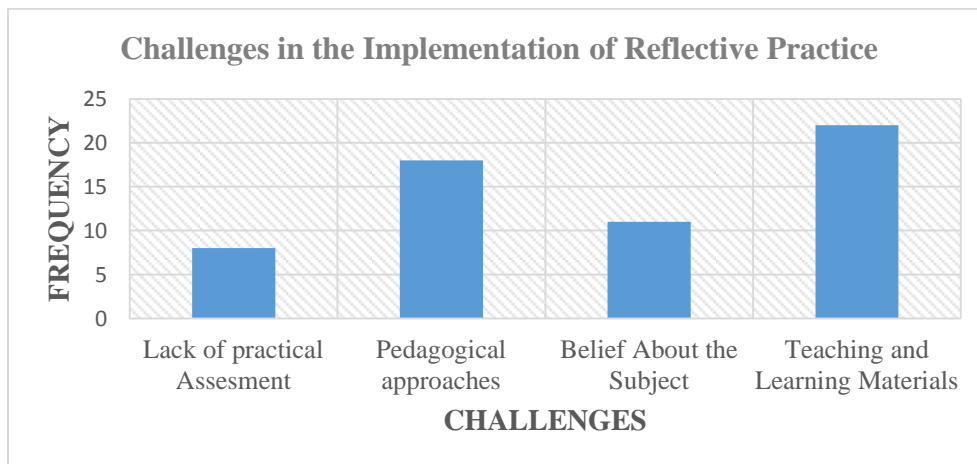 Challenges in the Implementation of Reflective Practice
FREQUENCY
25
20
15
10
5
0
Lack of practical
Assesment
Pedagogical
approaches
Belief About the
Subject
Teaching and
Learning Materials
CHALLENGES